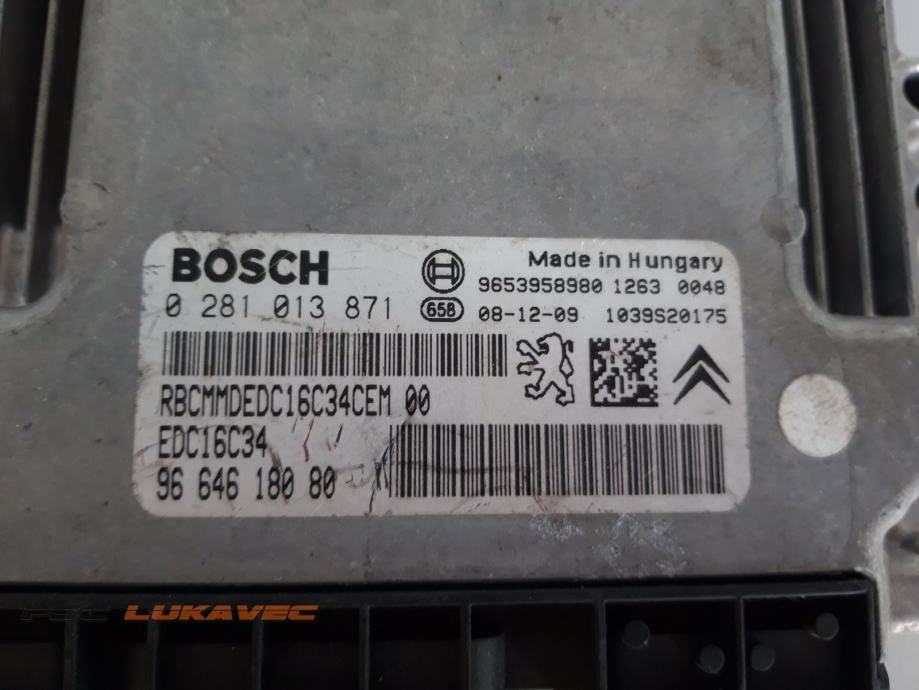 BOSCH
Made in Hungary
9653958980 1263 0048
0 281 013 871 658 08-12-09 1039S20175
RBCMMDEDC16C34CEM 00
EDC16C34
96 646 180 80
PSC LUKAVEC